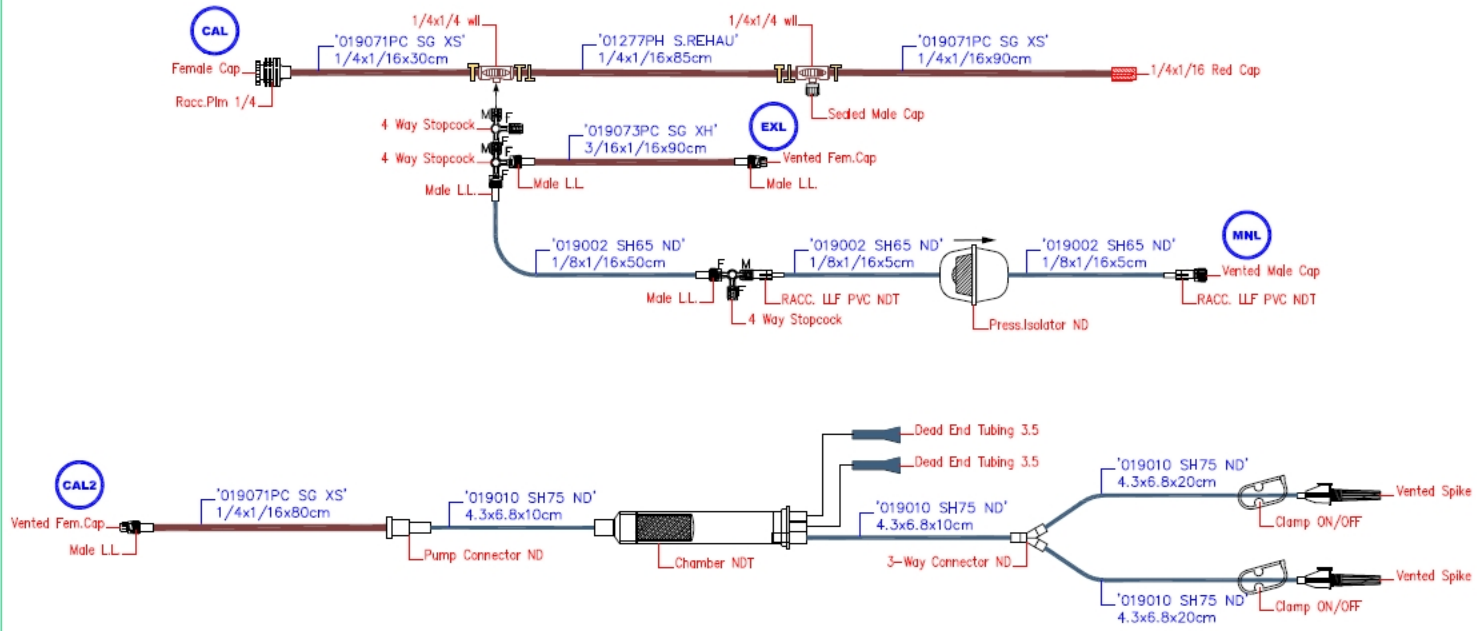 CAL
1/4x1/4 wll
1/4x1/4 wll
'019071PC SG XS'
1/4x1/16x30cm
'01277PH S.REHAU'
1/4x1/16x85cm
'019071PC SG XS'
1/4x1/16x90cm
Female Cap
1/4x1/16 Red Cap
Racc.Plm 1/4
Sealed Male Cap
M
F
4 Way Stopcock
EXL
F
M
4 Way Stopcock
'019073PC SG XH'
3/16x1/16x90cm
Vented Fem.Cap
F
Male L.L.
Male L.L
Male L.L.
MNL
'019002 SH65 ND'
1/8x1/16x50cm
'019002 SH65 ND'
1/8x1/16x5cm
'019002 SH65 ND'
1/8x1/16x5cm
F
M
F
Vented Male Cap
Male L.L.
RACC. LLF PVC NDT
RACC. LLF PVC NDT
4 Way Stopcock
Press.Isolator ND
Dead End Tubing 3.5
Dead End Tubing 3.5
CAL2
'019071PC SG XS'
1/4x1/16x80cm
'019010 SH75 ND'
4.3x6.8x10cm
'019010 SH75 ND'
4.3x6.8x10cm
'019010 SH75 ND'
4.3x6.8x20cm
Vented Spike
Clamp ON/OFF
Vented Fem.Cap
Male L.L.
Pump Connector ND
Chamber NDT
3-Way Connector ND
Vented Spike
Clamp ON/OFF
'019010 SH75 ND'
4.3x6.8x20cm